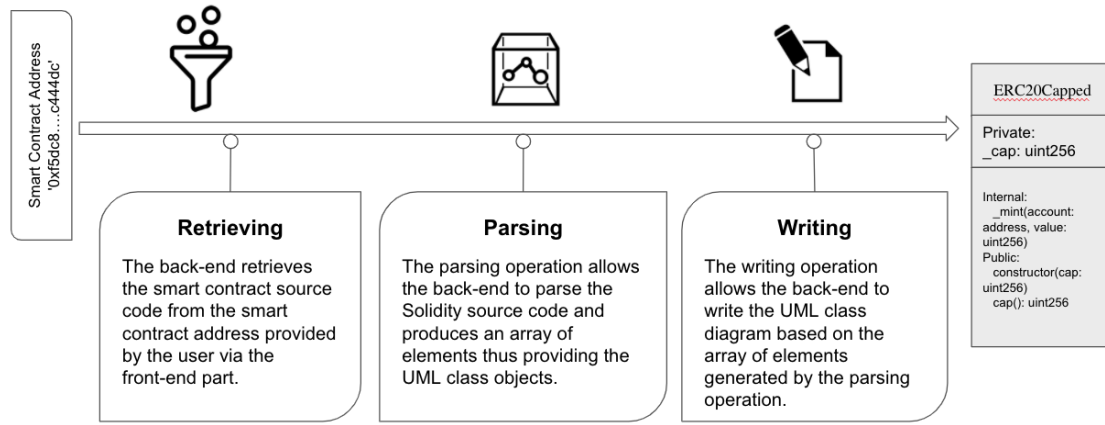 Smart Contract Address
'0xf5dc8....c444dc'
Retrieving
The back-end retrieves
the smart contract source
code from the smart
contract address provided
by the user via the
front-end part.
Parsing
The parsing operation allows
the back-end to parse the
Solidity source code and
produces an array of
elements thus providing the
UML class objects.
Writing
The writing operation
allows the back-end to
write the UML class
diagram based on the
array of elements
generated by the parsing
operation.
ERC20Capped
Private:
_cap: uint256
Internal:
_mint(account:
address, value:
uint256)
Public:
constructor(cap:
uint256)
cap(): uint256